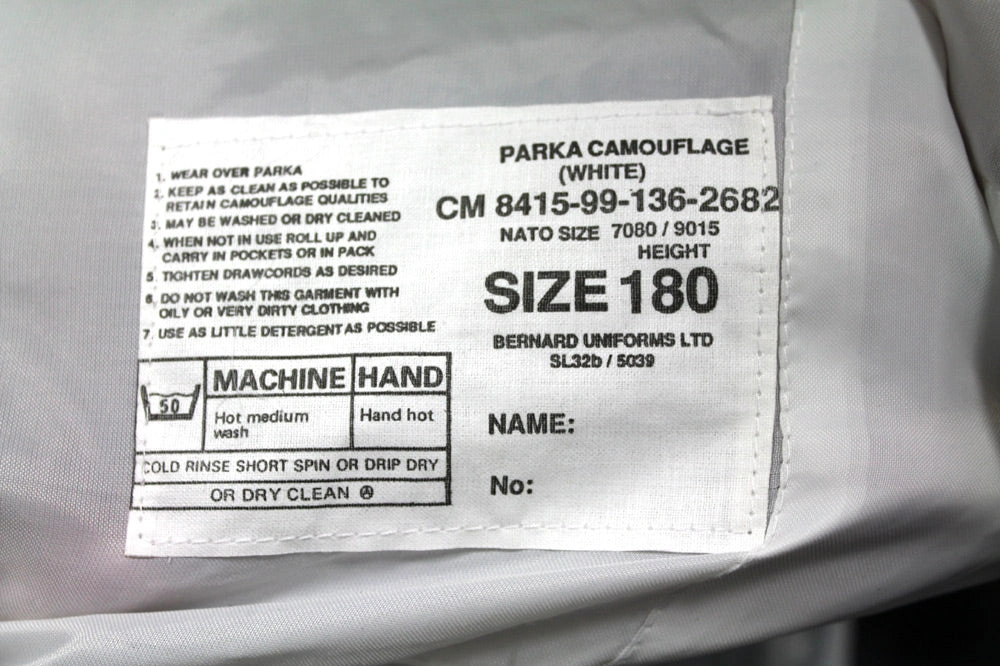 1. WEAR OVER PARKA
2. KEEP AS CLEAN AS POSSIBLE TO
RETAIN CAMOUFLAGE QUALITIES
3. MAY BE WASHED OR DRY CLEANED
4. WHEN NOT IN USE ROLL UP AND
CARRY IN POCKETS OR IN PACK
5. TIGHTEN DRAWCORDS AS DESIRED
6. DO NOT WASH THIS GARMENT WITH
OILY OR VERY DIRTY CLOTHING
7. USE AS LITTLE DETERGENT AS POSSIBLE
50
MACHINE HAND
Hot medium
wash
Hand hot
COLD RINSE SHORT SPIN OR DRIP DRY
OR DRY CLEAN Ⓐ
PARKA CAMOUFLAGE
(WHITE)
CM 8415-99-136-2682
NATO SIZE 7080 / 9015
HEIGHT
SIZE 180
BERNARD UNIFORMS LTD
SL32b / 5039
NAME:
No: